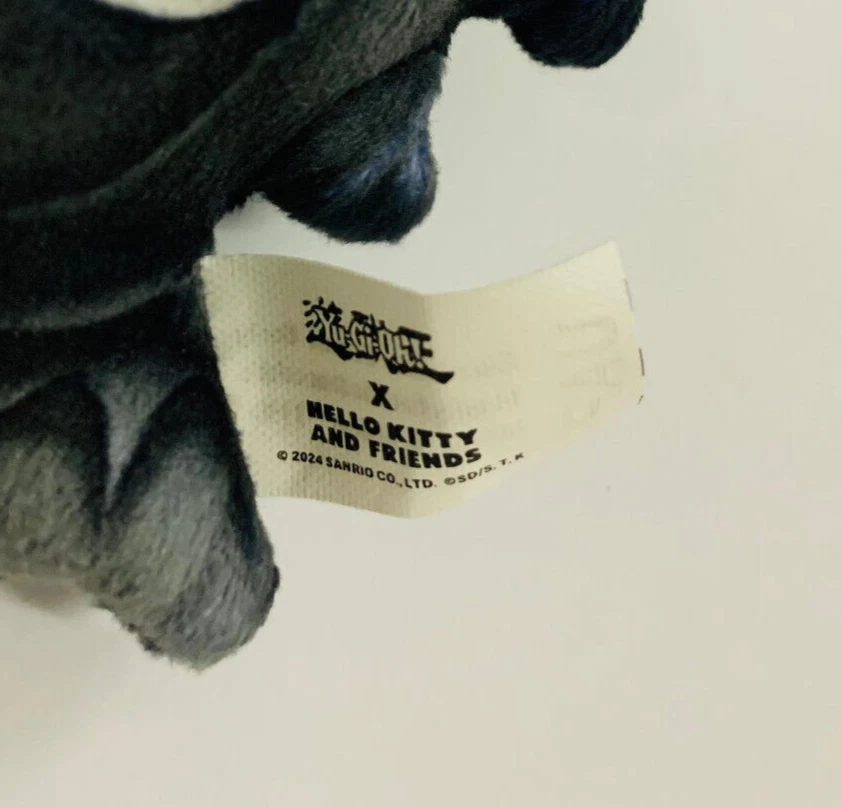 Yu-Gi-Oh!
X
HELLO KITTY
AND FRIENDS
© 2024 SANRIO CO., LTD. ©SD/S. T. K